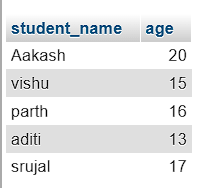 student_name age
Aakash 20
vishu 15
parth 16
aditi 13
srujal 17